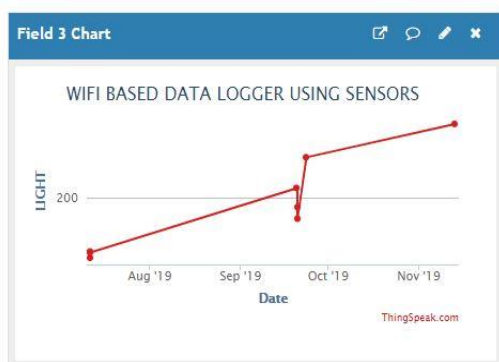 Field 3 Chart
WIFI BASED DATA LOGGER USING SENSORS
LIGHT
200
Aug '19 Sep '19 Oct '19 Nov '19
Date
ThingSpeak.com